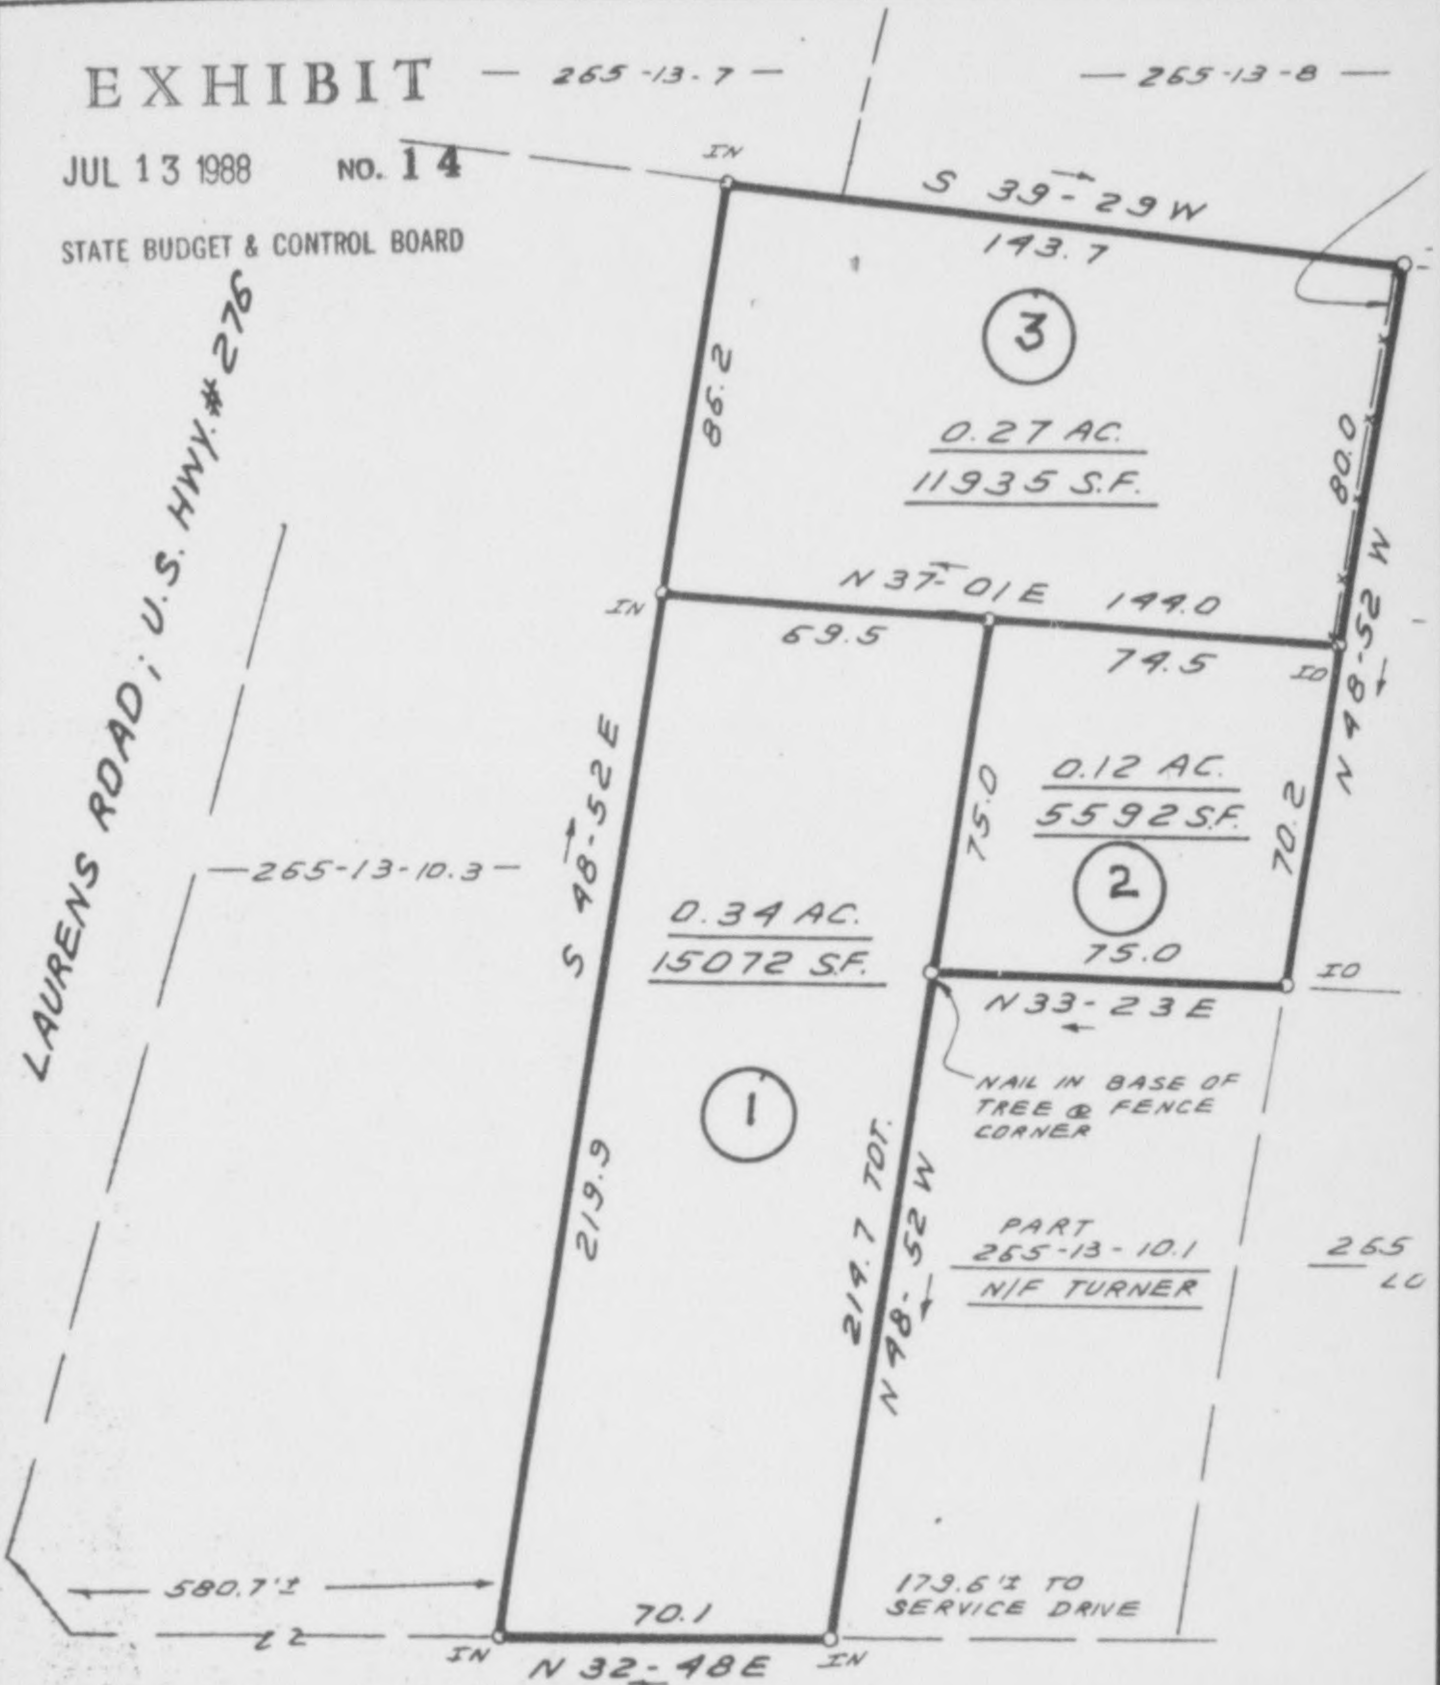 EXHIBIT
JUL 13 1988 NO. 14
STATE BUDGET & CONTROL BOARD
— 265-13-7 —
— 265-13-8 —
IN
S 39-29 W
143.7
3
0.27 AC.
11935 S.F.
86.2
80.0
N 48-52 W
LAURENS ROAD; U.S. HWY. # 276
IN
N 37-01 E 144.0
69.5
74.5
IO
S 48-52 E
75.0
0.12 AC.
5592 S.F.
2
70.2
— 265-13-10.3 —
0.34 AC.
15072 S.F.
75.0
IO
N 33-23 E
NAIL IN BASE OF
TREE @ FENCE
CORNER
1
219.9
214.7 TOT.
N 48-52 W
PART
265-13-10.1
N/F TURNER
265
LO
580.7'±
179.6'± TO
SERVICE DRIVE
70.1
22
IN
N 32-48 E
IN